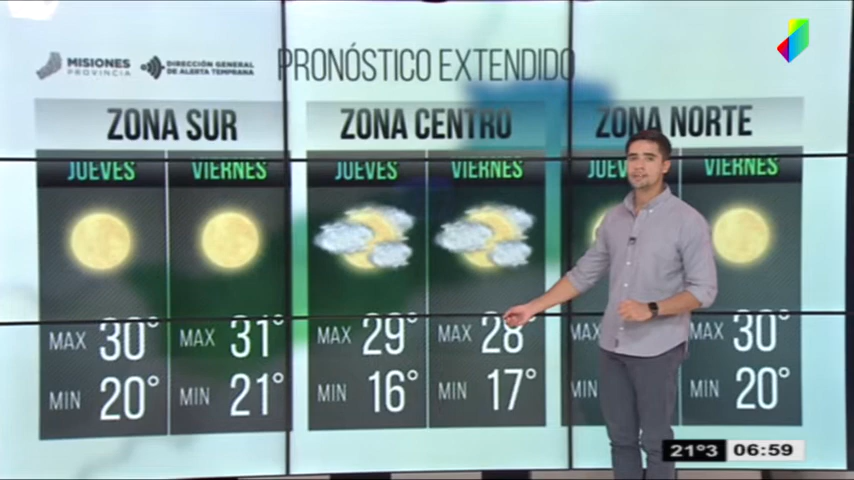 MISIONES
PROVINCIA
DIRECCIÓN GENERAL
DE ALERTA TEMPRANA
PRONÓSTICO EXTENDIDO
ZONA SUR
JUEVES
VIERNES
MAX 30°
MAX 31°
MIN 20°
MIN 21°
ZONA CENTRO
JUEVES
VIERNES
MAX 29°
MAX 28°
MIN 16°
MIN 17°
ZONA NORTE
VIERNES
MAX
MAX 30°
MIN
MIN 20°
21°3 06:59